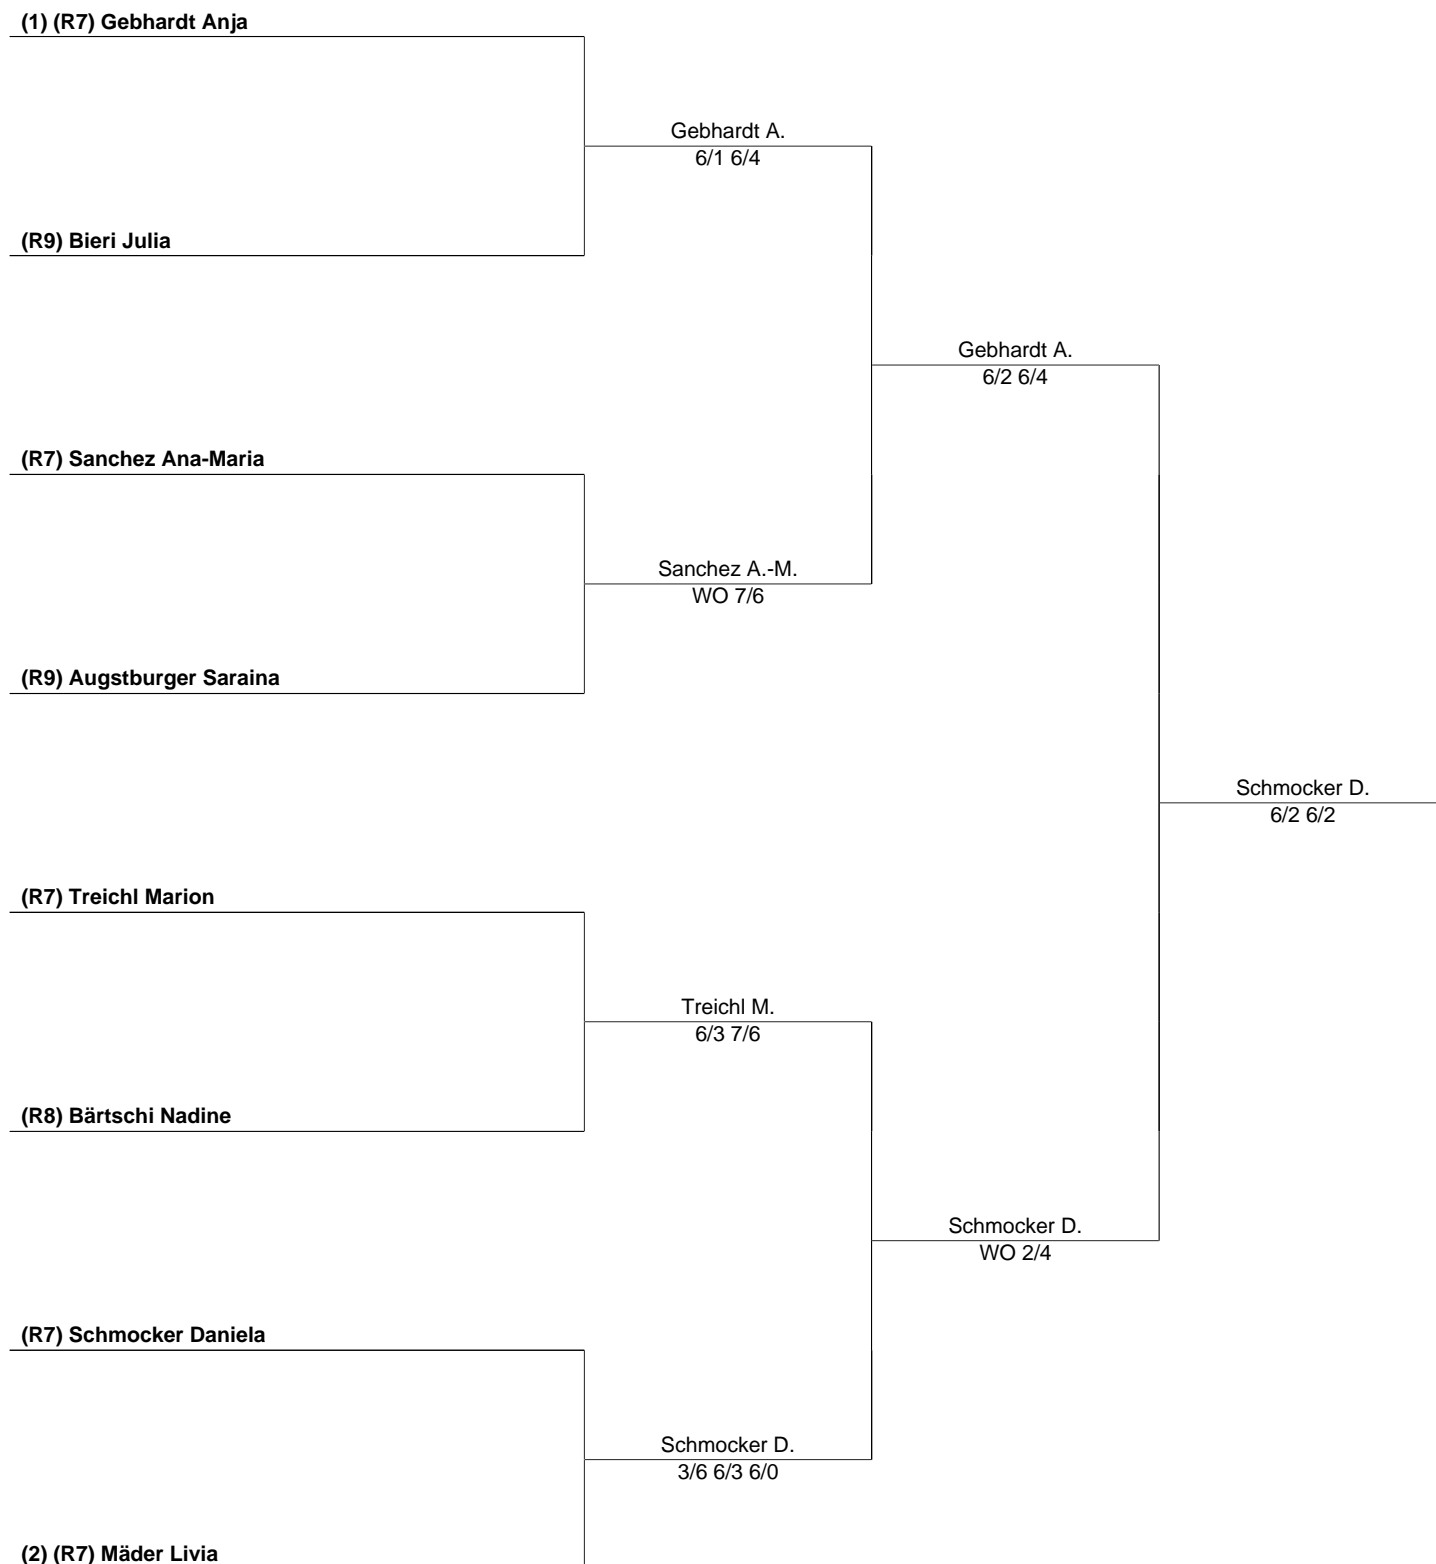 (1) (R7) Gebhardt Anja
Gebhardt A.
6/1 6/4
(R9) Bieri Julia
Gebhardt A.
6/2 6/4
(R7) Sanchez Ana-Maria
Sanchez A.-M.
WO 7/6
(R9) Augstburger Saraina
Schmocker D.
6/2 6/2
(R7) Treichl Marion
Treichl M.
6/3 7/6
(R8) Bärtschi Nadine
Schmocker D.
WO 2/4
(R7) Schmocker Daniela
Schmocker D.
3/6 6/3 6/0
(2) (R7) Mäder Livia